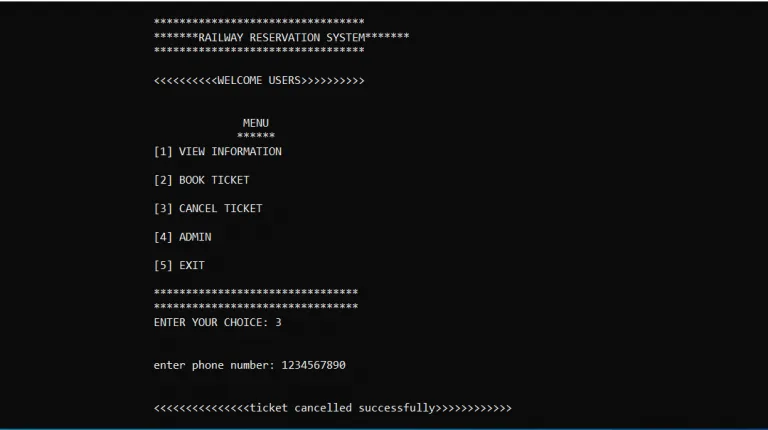 *********************************
*******RAILWAY RESERVATION SYSTEM*******
*********************************
<<<<<<<<<<WELCOME USERS>>>>>>>>>>
MENU
******
[1] VIEW INFORMATION
[2] BOOK TICKET
[3] CANCEL TICKET
[4] ADMIN
[5] EXIT
********************************
********************************
ENTER YOUR CHOICE: 3
enter phone number: 1234567890
<<<<<<<<<<<<<<<ticket cancelled successfully>>>>>>>>>>>>